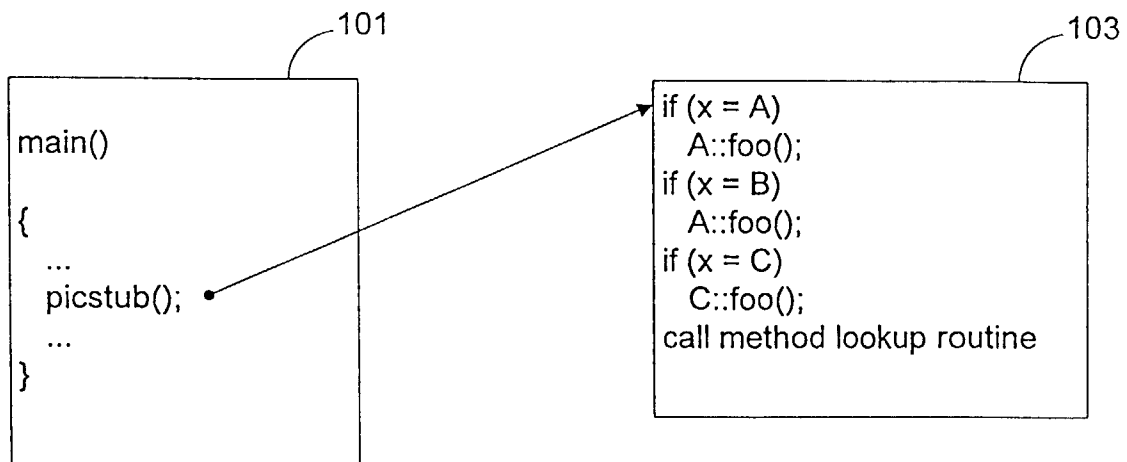 101
main()
{
...
picstub();
...
}
103
if (x = A)
A::foo();
if (x = B)
A::foo();
if (x = C)
C::foo();
call method lookup routine